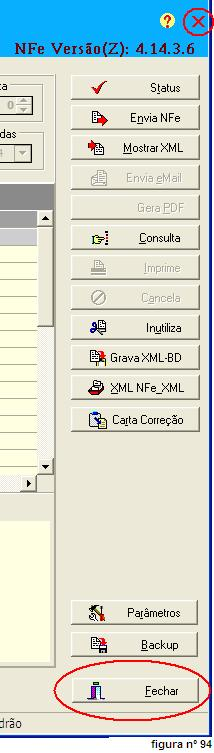 ?
NFe Versão(Z): 4.14.3.6
ta
0
das
4
Status
Envia NFe
Mostrar XML
Envia eMail
Gera PDF
Consulta
Imprime
Cancela
Inutiliza
Grava XML-BD
XML NFe_XML
Carta Correção
Parâmetros
Backup
Fechar
drão
figura nº 94